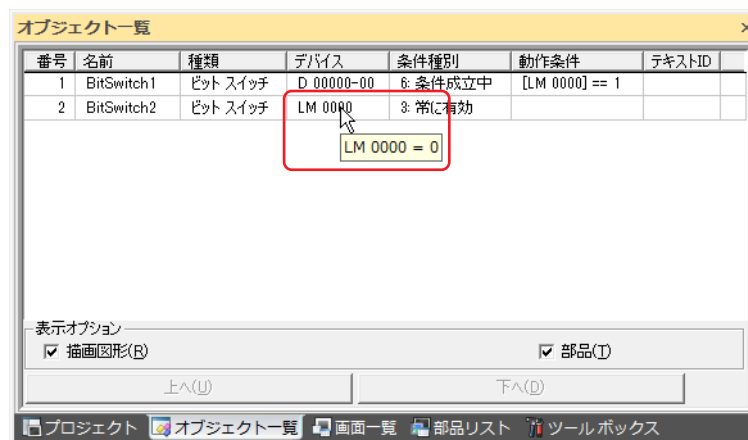 オブジェクト一覧
番号 名前 種類 デバイス 条件種別 動作条件 テキストID
1 BitSwitch1 ビット スイッチ D 00000-00 6: 条件成立中 [LM 0000] == 1
2 BitSwitch2 ビット スイッチ LM 0000 3: 常に有効
LM 0000 = 0
表示オプション
描画図形(R) 部品(T)
上へ(U) 下へ(D)
プロジェクト オブジェクト一覧 画面一覧 部品リスト ツール ボックス